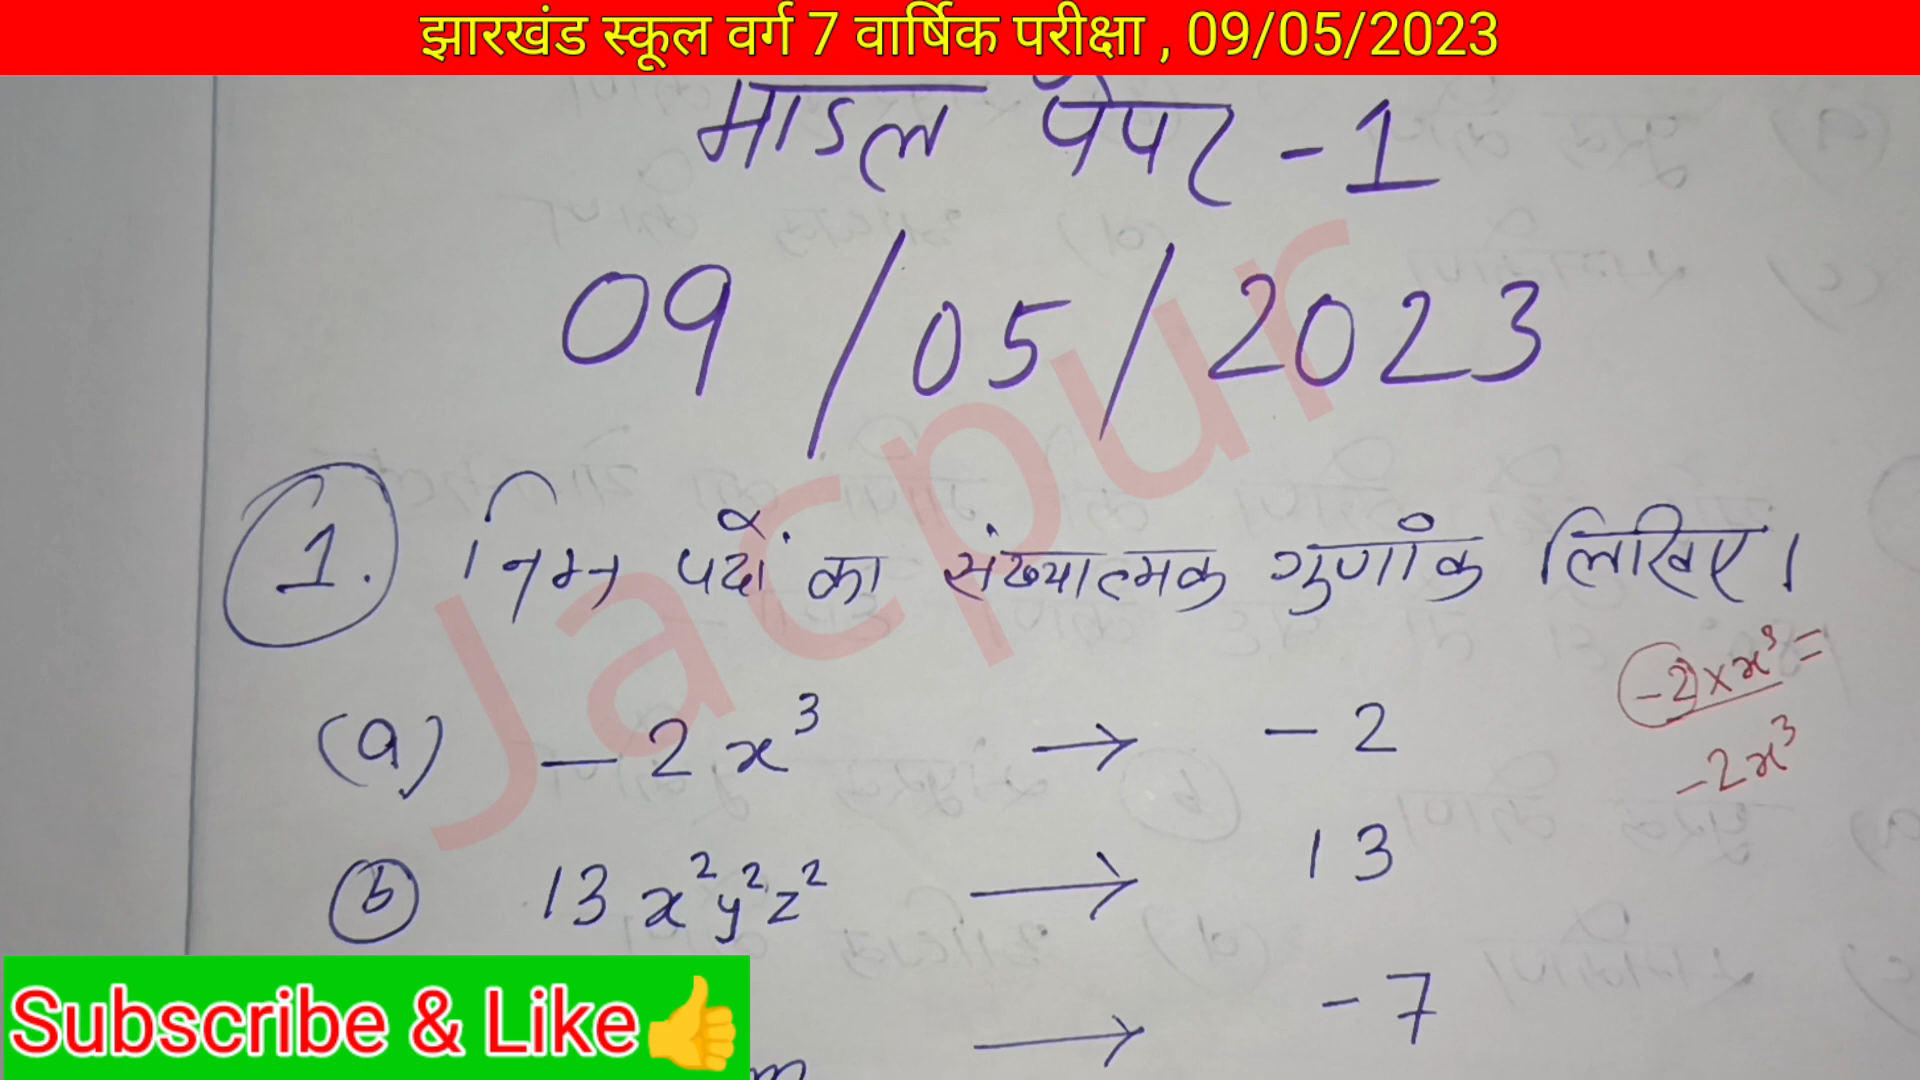 झारखंड स्कूल वर्ग 7 वार्षिक परीक्षा , 09/05/2023
माडल पेपर - 1
09/05/2023
1. निम्न पदों का संख्यात्मक गुणांक लिखिए।
-2 × x³ =
-2x³
(a) -2x³ → -2
(b) 13x²y²z² → 13
→ -7
Jacpur
Subscribe & Like👍